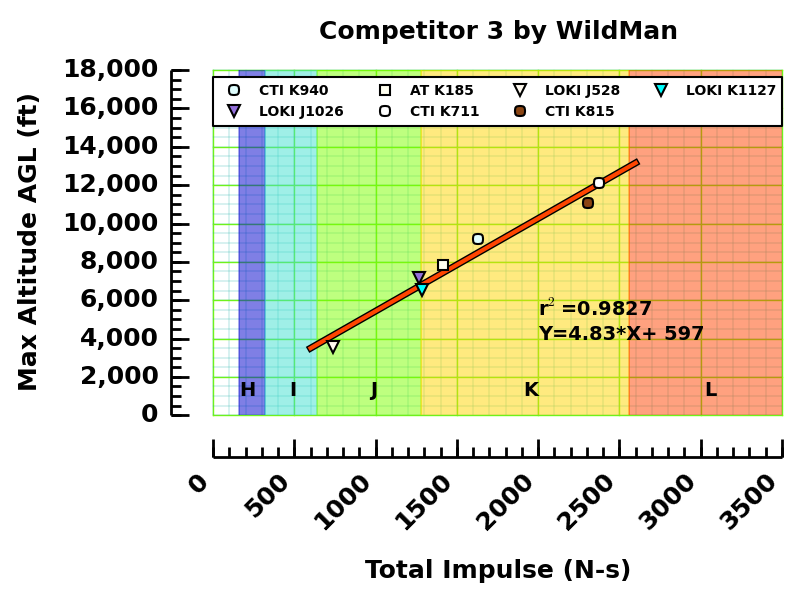 Competitor 3 by WildMan
Max Altitude AGL (ft)
18,000
16,000
14,000
12,000
10,000
8,000
6,000
4,000
2,000
0
CTI K940
AT K185
LOKI J528
LOKI K1127
LOKI J1026
CTI K711
CTI K815
r² =0.9827
Y=4.83*X+ 597
H I J K L
0 500 1000 1500 2000 2500 3000 3500
Total Impulse (N-s)